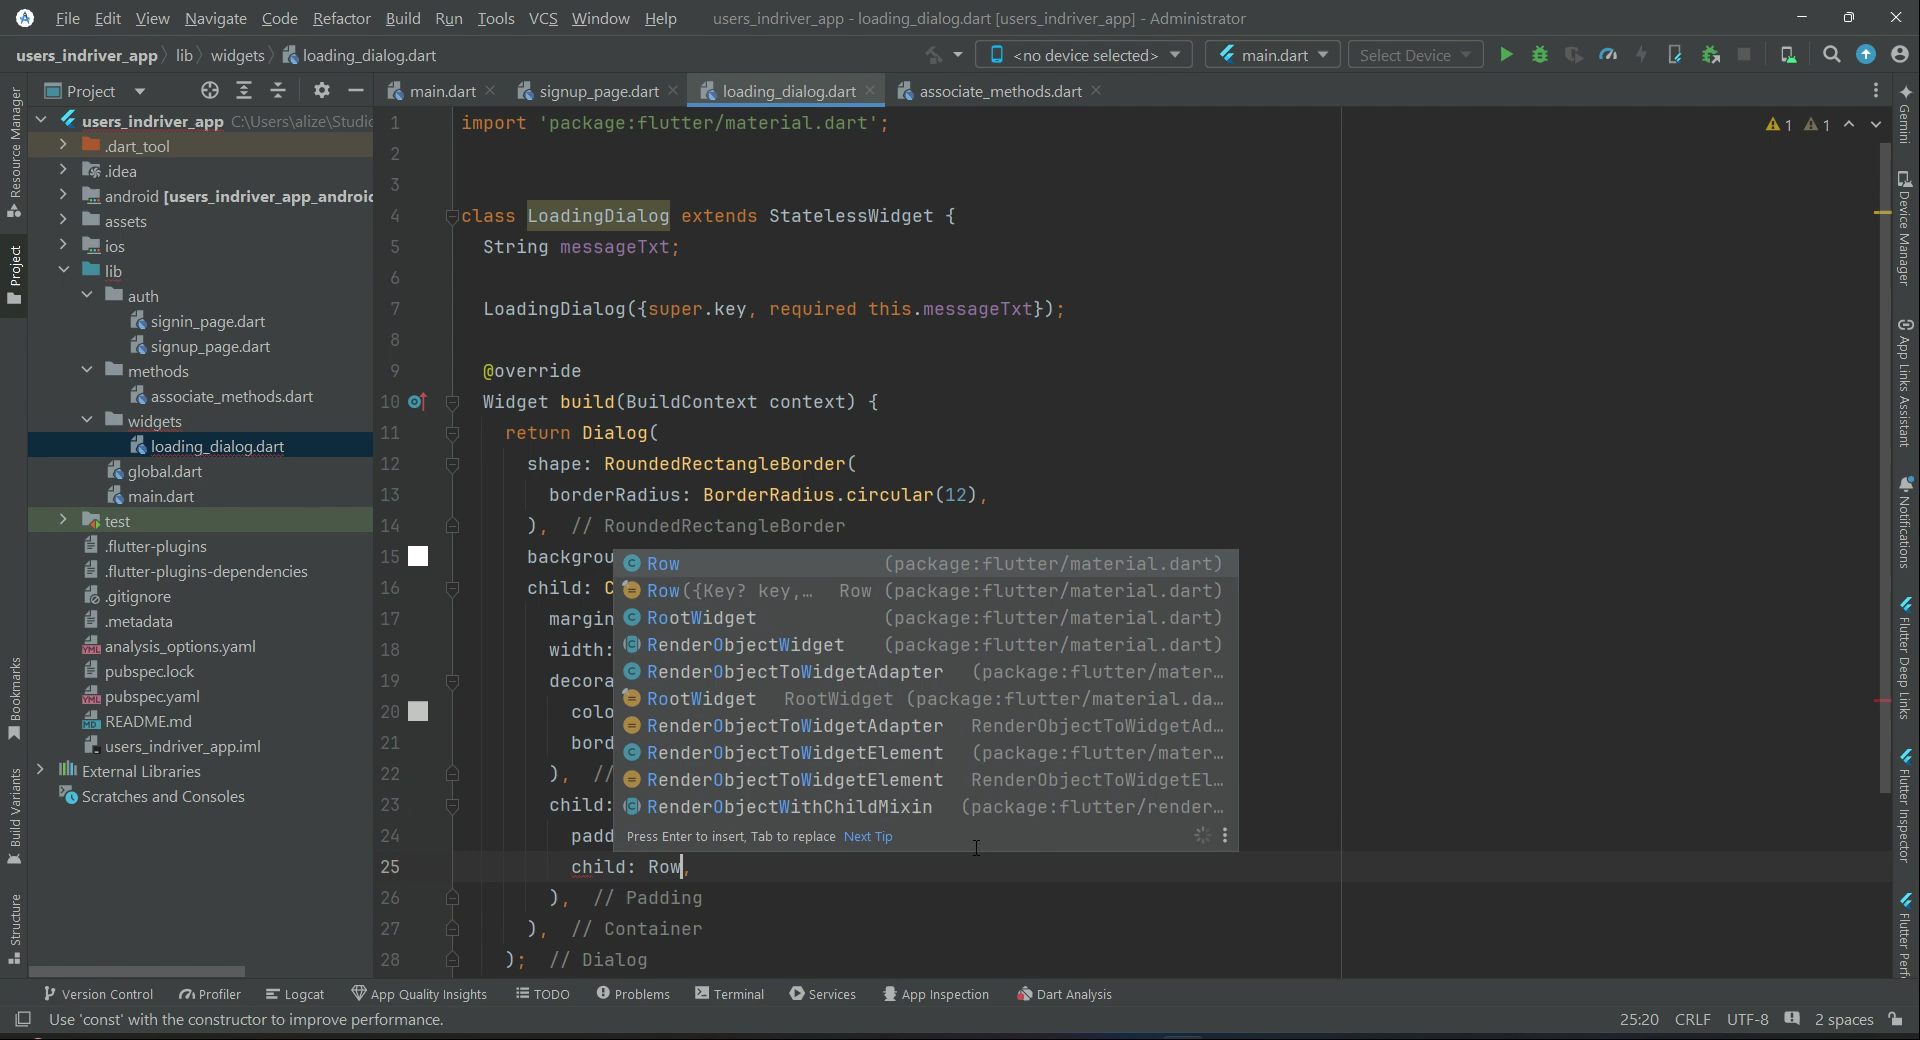 File Edit View Navigate Code Refactor Build Run Tools VCS Window Help users_indriver_app - loading_dialog.dart [users_indriver_app] - Administrator
users_indriver_app lib widgets loading_dialog.dart <no device selected> main.dart Select Device
Project main.dart signup_page.dart loading_dialog.dart associate_methods.dart
users_indriver_app C:\Users\alize\Studi
.dart_tool
.idea
android [users_indriver_app_androi
assets
ios
lib
auth
signin_page.dart
signup_page.dart
methods
associate_methods.dart
widgets
loading_dialog.dart
global.dart
main.dart
test
.flutter-plugins
.flutter-plugins-dependencies
.gitignore
.metadata
analysis_options.yaml
pubspec.lock
pubspec.yaml
README.md
users_indriver_app.iml
External Libraries
Scratches and Consoles
1 import 'package:flutter/material.dart'; 1 1
2
3
4 class LoadingDialog extends StatelessWidget {
5 String messageTxt;
6
7 LoadingDialog({super.key, required this.messageTxt});
8
9 @override
10 Widget build(BuildContext context) {
11 return Dialog(
12 shape: RoundedRectangleBorder(
13 borderRadius: BorderRadius.circular(12),
14 ), // RoundedRectangleBorder
15 backgrou
16 child: C
17 margin
18 width:
19 decora
20 colo
21 bord
22 ), //
23 child:
24 padd
25 child: Row,
26 ), // Padding
27 ), // Container
28 ); // Dialog
Row (package:flutter/material.dart)
Row({Key? key,… Row (package:flutter/material.dart)
RootWidget (package:flutter/material.dart)
RenderObjectWidget (package:flutter/material.dart)
RenderObjectToWidgetAdapter (package:flutter/mater…
RootWidget RootWidget (package:flutter/material.da…
RenderObjectToWidgetAdapter RenderObjectToWidgetAd…
RenderObjectToWidgetElement (package:flutter/mater…
RenderObjectToWidgetElement RenderObjectToWidgetEl…
RenderObjectWithChildMixin (package:flutter/render…
Press Enter to insert, Tab to replace Next Tip
Resource Manager
Project
Bookmarks
Build Variants
Structure
Gemini
Device Manager
App Links Assistant
Notifications
Flutter Deep Links
Flutter Inspector
Flutter Perf
Version Control Profiler Logcat App Quality Insights TODO Problems Terminal Services App Inspection Dart Analysis
Use 'const' with the constructor to improve performance. 25:20 CRLF UTF-8 2 spaces